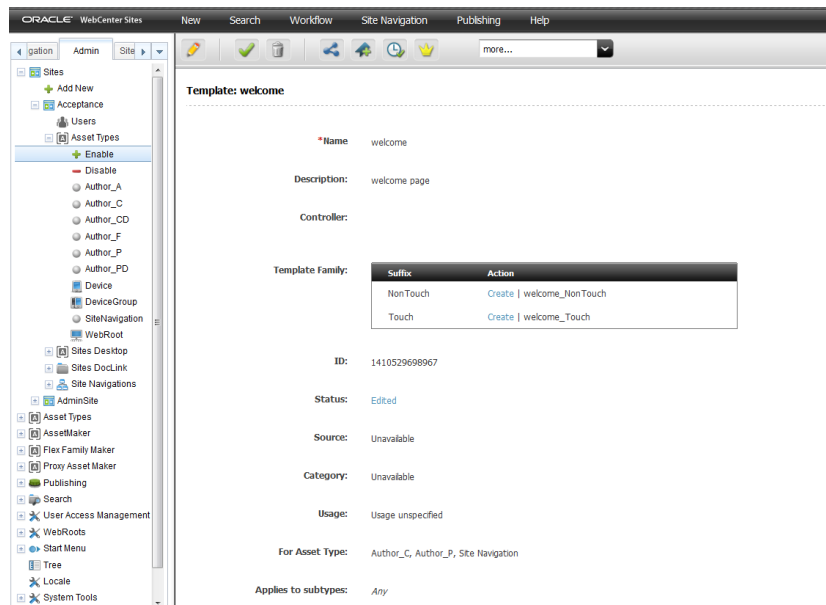 ORACLE WebCenter Sites New Search Workflow Site Navigation Publishing Help
gation Admin Site
more...
Sites
Add New
Acceptance
Users
Asset Types
Enable
Disable
Author_A
Author_C
Author_CD
Author_F
Author_P
Author_PD
Device
DeviceGroup
SiteNavigation
WebRoot
Sites Desktop
Sites DocLink
Site Navigations
AdminSite
Asset Types
AssetMaker
Flex Family Maker
Proxy Asset Maker
Publishing
Search
User Access Management
WebRoots
Start Menu
Tree
Locale
System Tools
Template: welcome
*Name welcome
Description: welcome page
Controller:
Template Family:
Suffix Action
NonTouch Create | welcome_NonTouch
Touch Create | welcome_Touch
ID: 1410529698967
Status: Edited
Source: Unavailable
Category: Unavailable
Usage: Usage unspecified
For Asset Type: Author_C, Author_P, Site Navigation
Applies to subtypes: Any